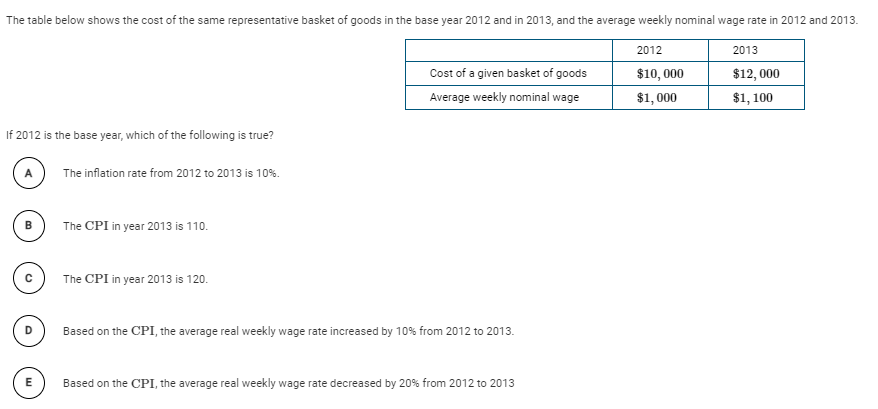 The table below shows the cost of the same representative basket of goods in the base year 2012 and in 2013, and the average weekly nominal wage rate in 2012 and 2013.
2012 2013
Cost of a given basket of goods $10,000 $12,000
Average weekly nominal wage $1,000 $1,100
If 2012 is the base year, which of the following is true?
A The inflation rate from 2012 to 2013 is 10%.
B The CPI in year 2013 is 110.
C The CPI in year 2013 is 120.
D Based on the CPI, the average real weekly wage rate increased by 10% from 2012 to 2013.
E Based on the CPI, the average real weekly wage rate decreased by 20% from 2012 to 2013